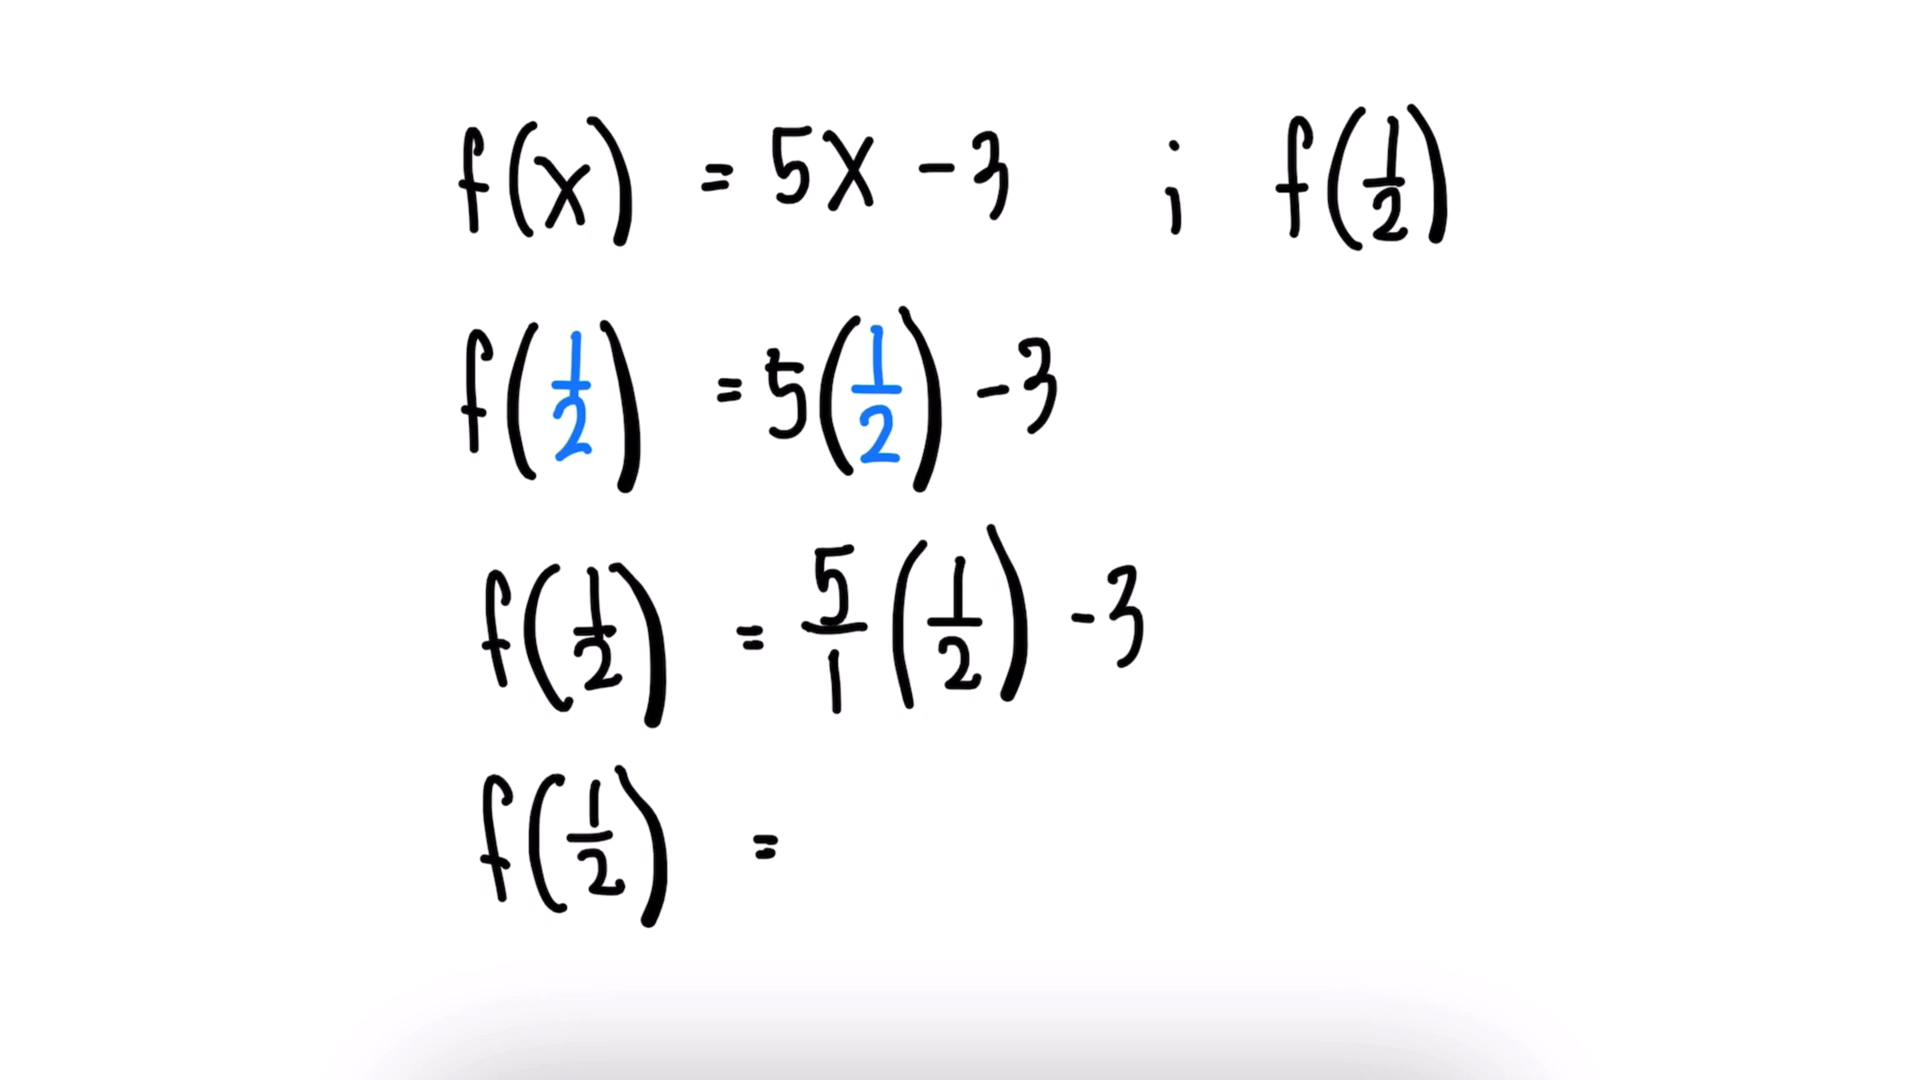 f(x) = 5x - 3 ; f(1/2)
f(1/2) = 5(1/2) - 3
f(1/2) = 5/1 (1/2) - 3
f(1/2) =